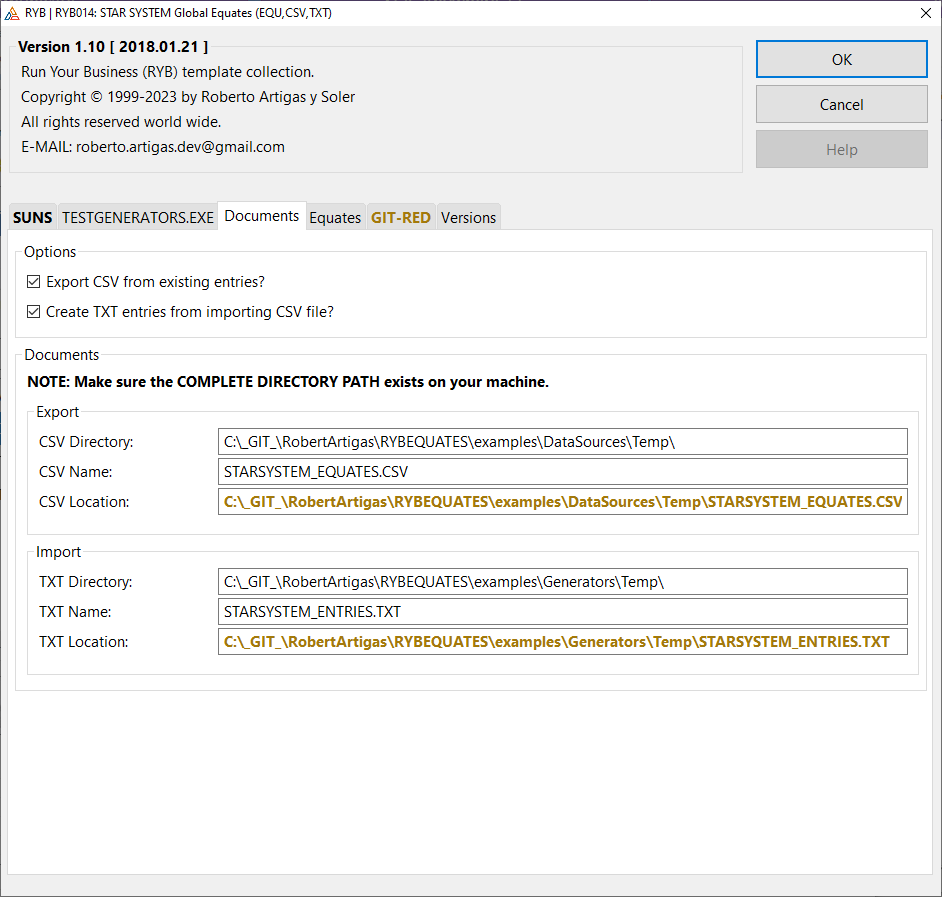 RYB | RYB014: STAR SYSTEM Global Equates (EQU,CSV,TXT)
Version 1.10 [ 2018.01.21 ]
Run Your Business (RYB) template collection.
Copyright © 1999-2023 by Roberto Artigas y Soler
All rights reserved world wide.
E-MAIL: roberto.artigas.dev@gmail.com
OK
Cancel
Help
SUNS TESTGENERATORS.EXE Documents Equates GIT-RED Versions
Options
Export CSV from existing entries?
Create TXT entries from importing CSV file?
Documents
NOTE: Make sure the COMPLETE DIRECTORY PATH exists on your machine.
Export
CSV Directory: C:\_GIT_\RobertArtigas\RYBEQUATES\examples\DataSources\Temp\
CSV Name: STARSYSTEM_EQUATES.CSV
CSV Location: C:\_GIT_\RobertArtigas\RYBEQUATES\examples\DataSources\Temp\STARSYSTEM_EQUATES.CSV
Import
TXT Directory: C:\_GIT_\RobertArtigas\RYBEQUATES\examples\Generators\Temp\
TXT Name: STARSYSTEM_ENTRIES.TXT
TXT Location: C:\_GIT_\RobertArtigas\RYBEQUATES\examples\Generators\Temp\STARSYSTEM_ENTRIES.TXT